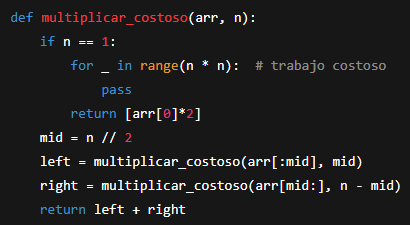 def multiplicar_costoso(arr, n):
    if n == 1:
        for _ in range(n * n):  # trabajo costoso
            pass
        return [arr[0]*2]
    mid = n // 2
    left = multiplicar_costoso(arr[:mid], mid)
    right = multiplicar_costoso(arr[mid:], n - mid)
    return left + right